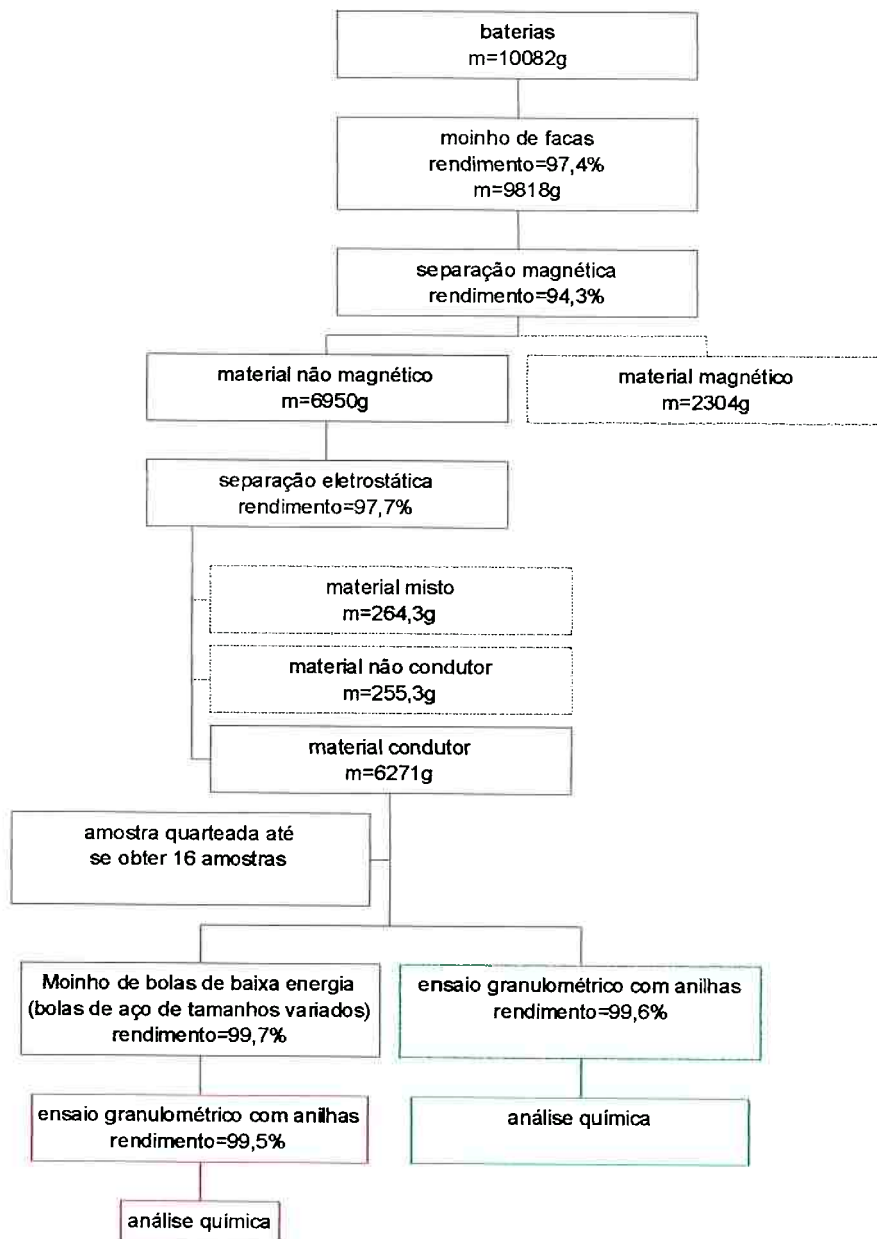 baterias
m=10082g
moinho de facas
rendimento=97,4%
m=9818g
separação magnética
rendimento=94,3%
material não magnético
m=6950g
material magnético
m=2304g
separação eletrostática
rendimento=97,7%
material misto
m=264,3g
material não condutor
m=255,3g
material condutor
m=6271g
amostra quarteada até
se obter 16 amostras
Moinho de bolas de baixa energia
(bolas de aço de tamanhos variados)
rendimento=99,7%
ensaio granulométrico com anilhas
rendimento=99,6%
ensaio granulométrico com anilhas
rendimento=99,5%
análise química
análise química